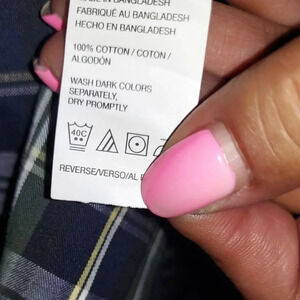 MADE IN BANGLADESH
FABRIQUÉ AU BANGLADESH
HECHO EN BANGLADESH
100% COTTON / COTON /
ALGODÓN
WASH DARK COLORS
SEPARATELY,
DRY PROMPTLY
40C
REVERSE/VERSO/AL